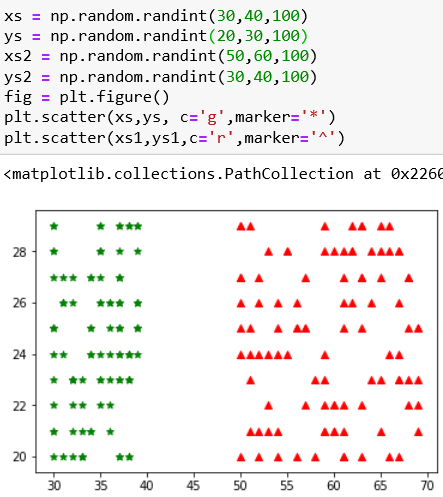 xs = np.random.randint(30,40,100)
ys = np.random.randint(20,30,100)
xs2 = np.random.randint(50,60,100)
ys2 = np.random.randint(30,40,100)
fig = plt.figure()
plt.scatter(xs,ys, c='g',marker='*')
plt.scatter(xs1,ys1,c='r',marker='^')
<matplotlib.collections.PathCollection at 0x2260
28
26
24
22
20
30 35 40 45 50 55 60 65 70